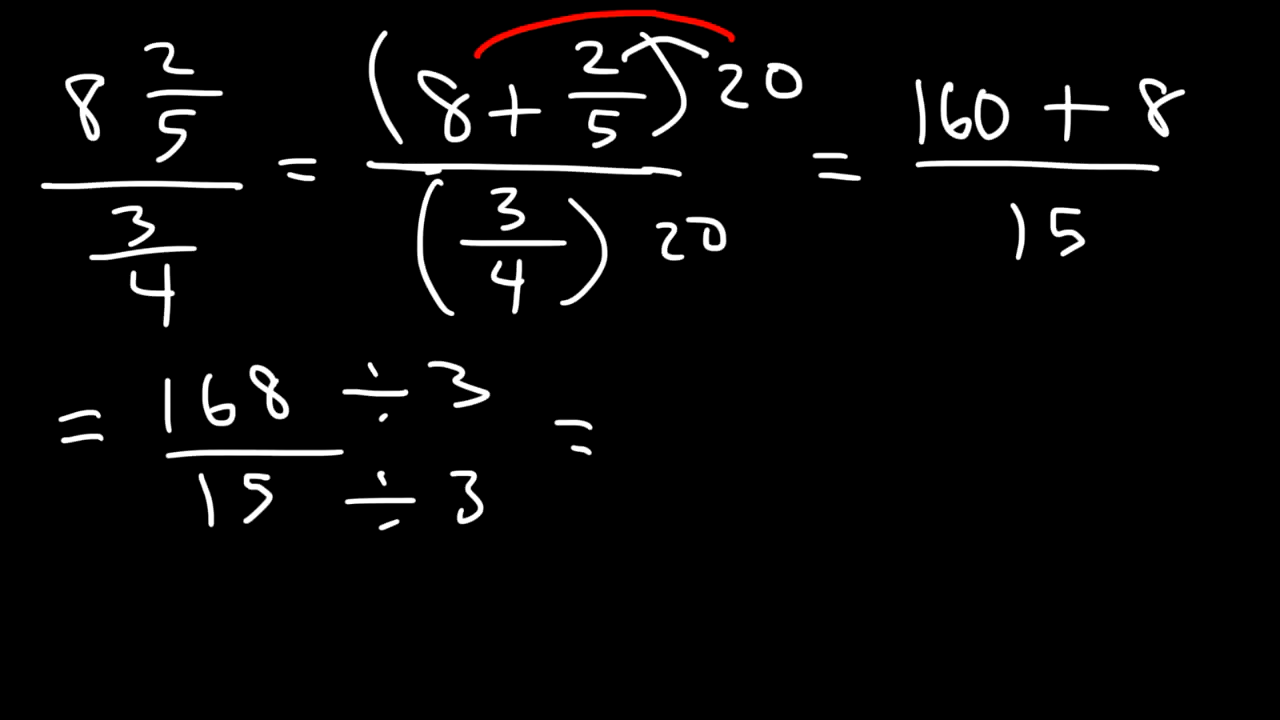 8 2/5 / 3/4 = (8 + 2/5) 20 / (3/4) 20 = 160 + 8 / 15
= 168 ÷ 3 / 15 ÷ 3 =